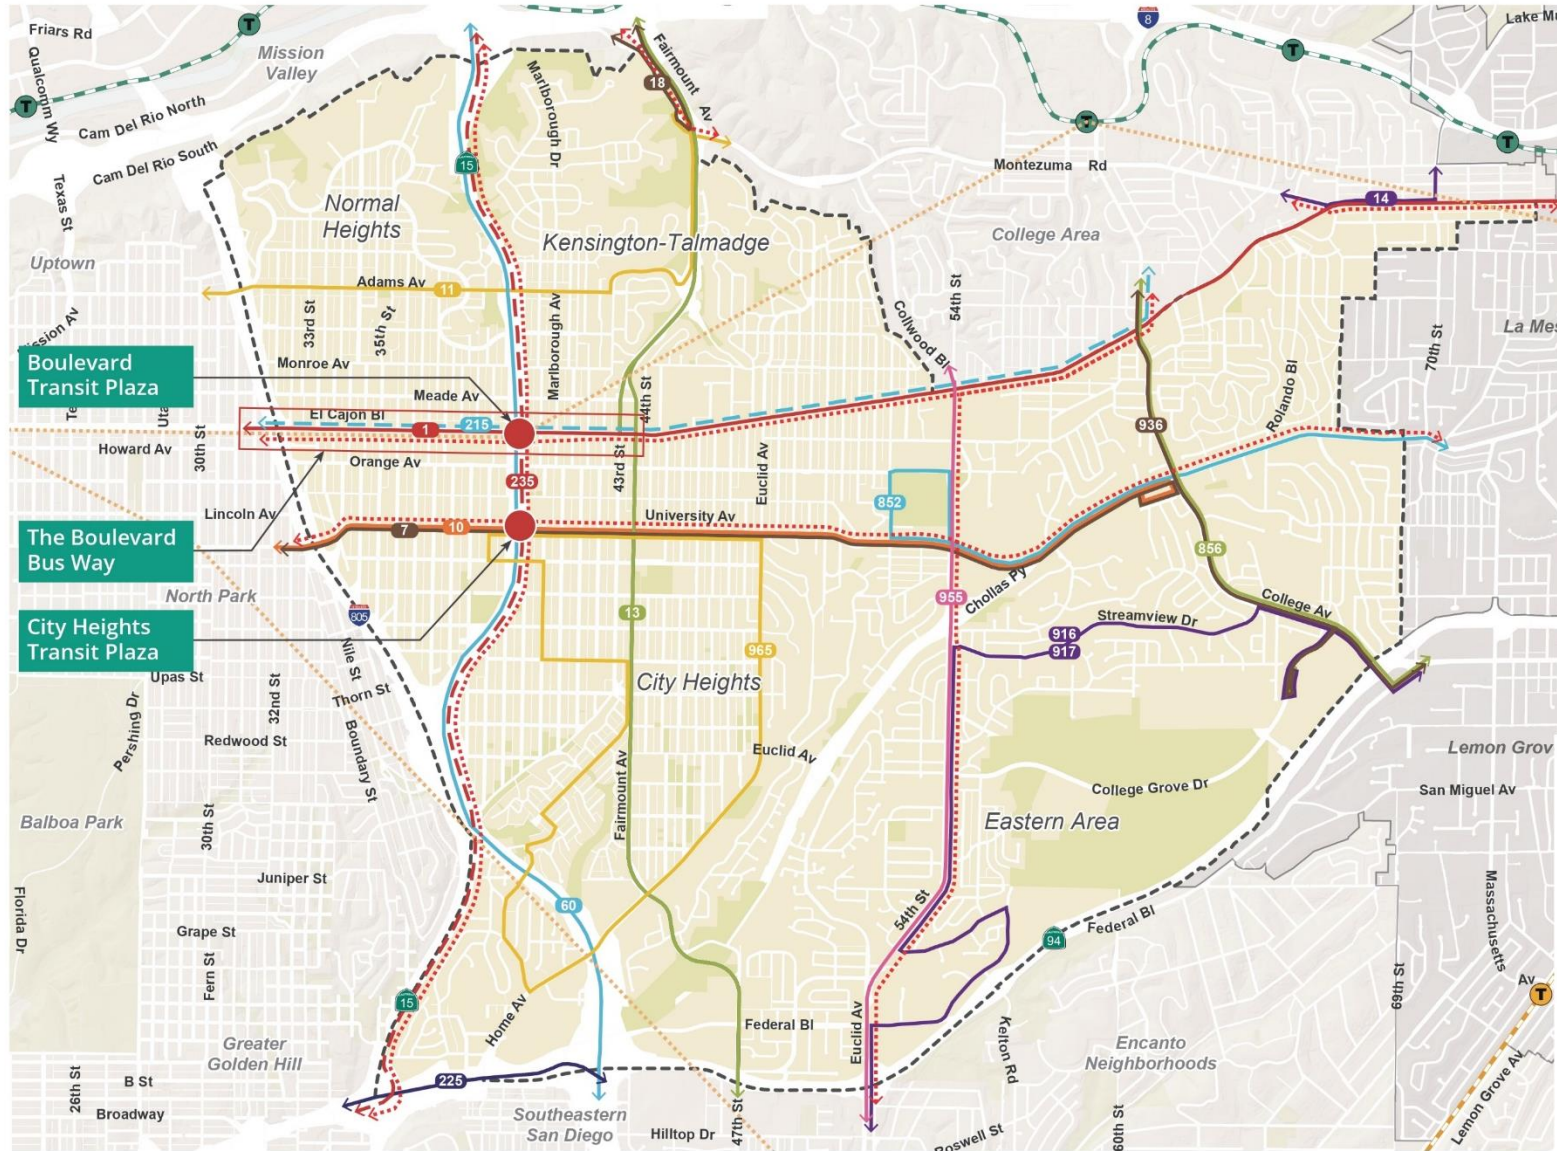 Friars Rd
Qualcomm Wy
Mission
Valley
Cam Del Rio North
Cam Del Rio South
Texas St
Uptown
Normal
Heights
Marlborough Dr
15
18
Fairmount
Av
8
T
T
T
T
T
Montezuma Rd
College Area
14
Kensington-Talmadge
Adams Av
11
33rd St
35th St
Marlborough Av
Monroe Av
Meade Av
Boulevard
Transit Plaza
El Cajon Bl
1
215
Howard Av
30th St
Orange Av
44th St
43rd St
Euclid Av
Collwood Bl
54th St
70th St
Rolando Bl
936
235
852
Lincoln Av
7
10
University Av
The Boulevard
Bus Way
North Park
805
City Heights
Transit Plaza
13
965
955
Chollas Py
856
College Av
Streamview Dr
916
917
Nile St
Upas St
Thorn St
32nd St
Pershing Dr
Redwood St
Boundary St
City Heights
Euclid Av
Fairmount Av
College Grove Dr
Eastern Area
Lemon Grov
San Miguel Av
Balboa Park
30th St
Juniper St
60
Florida Dr
Grape St
Fern St
54th St
Federal Bl
94
Massachusetts
Av
T
69th St
15
Home Av
Federal Bl
Euclid Av
Kelton Rd
Encanto
Neighborhoods
Greater
Golden Hill
26th St
B St
Broadway
225
Southeastern
San Diego
47th St
Hilltop Dr
60th St
Lemon Grove Av